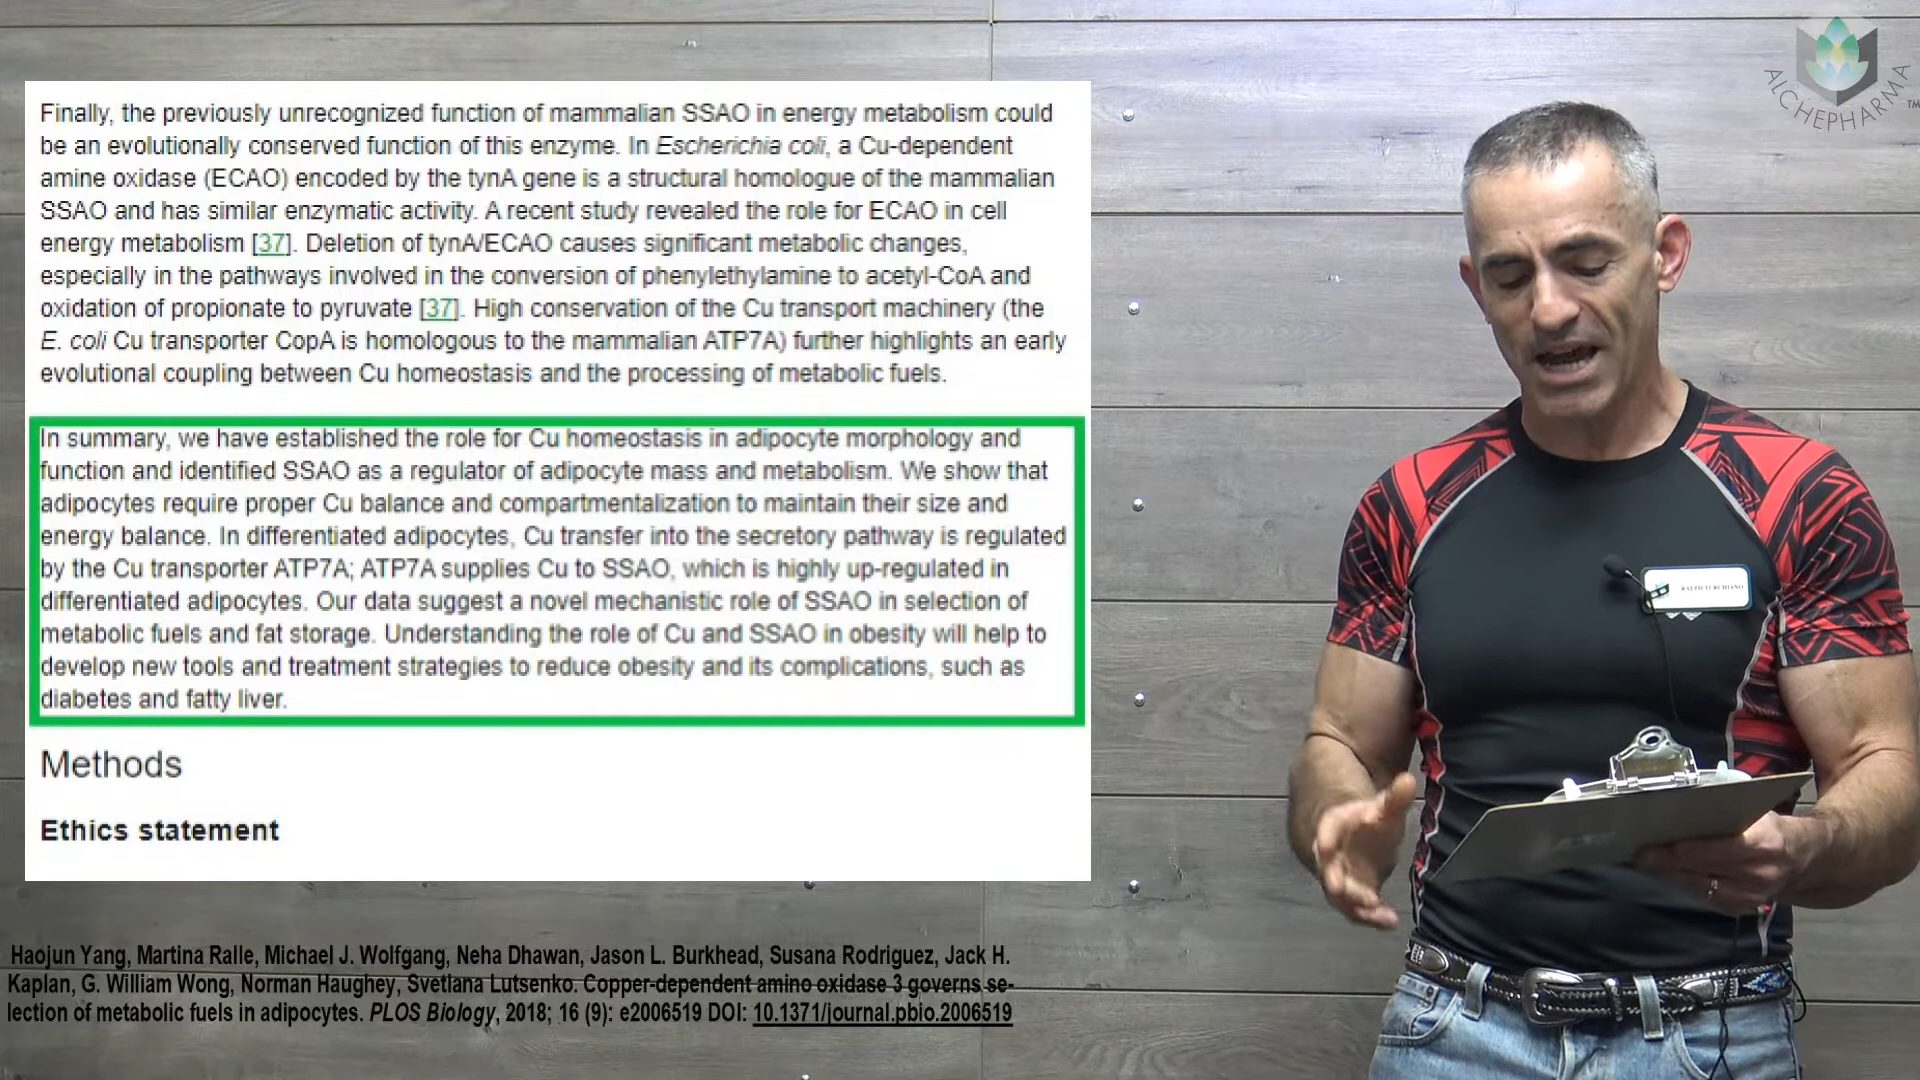 Finally, the previously unrecognized function of mammalian SSAO in energy metabolism could
be an evolutionally conserved function of this enzyme. In Escherichia coli, a Cu-dependent
amine oxidase (ECAO) encoded by the tynA gene is a structural homologue of the mammalian
SSAO and has similar enzymatic activity. A recent study revealed the role for ECAO in cell
energy metabolism [37]. Deletion of tynA/ECAO causes significant metabolic changes,
especially in the pathways involved in the conversion of phenylethylamine to acetyl-CoA and
oxidation of propionate to pyruvate [37]. High conservation of the Cu transport machinery (the
E. coli Cu transporter CopA is homologous to the mammalian ATP7A) further highlights an early
evolutional coupling between Cu homeostasis and the processing of metabolic fuels.
In summary, we have established the role for Cu homeostasis in adipocyte morphology and
function and identified SSAO as a regulator of adipocyte mass and metabolism. We show that
adipocytes require proper Cu balance and compartmentalization to maintain their size and
energy balance. In differentiated adipocytes, Cu transfer into the secretory pathway is regulated
by the Cu transporter ATP7A; ATP7A supplies Cu to SSAO, which is highly up-regulated in
differentiated adipocytes. Our data suggest a novel mechanistic role of SSAO in selection of
metabolic fuels and fat storage. Understanding the role of Cu and SSAO in obesity will help to
develop new tools and treatment strategies to reduce obesity and its complications, such as
diabetes and fatty liver.
Methods
Ethics statement
Haojun Yang, Martina Ralle, Michael J. Wolfgang, Neha Dhawan, Jason L. Burkhead, Susana Rodriguez, Jack H.
Kaplan, G. William Wong, Norman Haughey, Svetlana Lutsenko. Copper-dependent amino oxidase 3 governs se-
lection of metabolic fuels in adipocytes. PLOS Biology, 2018; 16 (9): e2006519 DOI: 10.1371/journal.pbio.2006519
ALCHEPHARMA TM